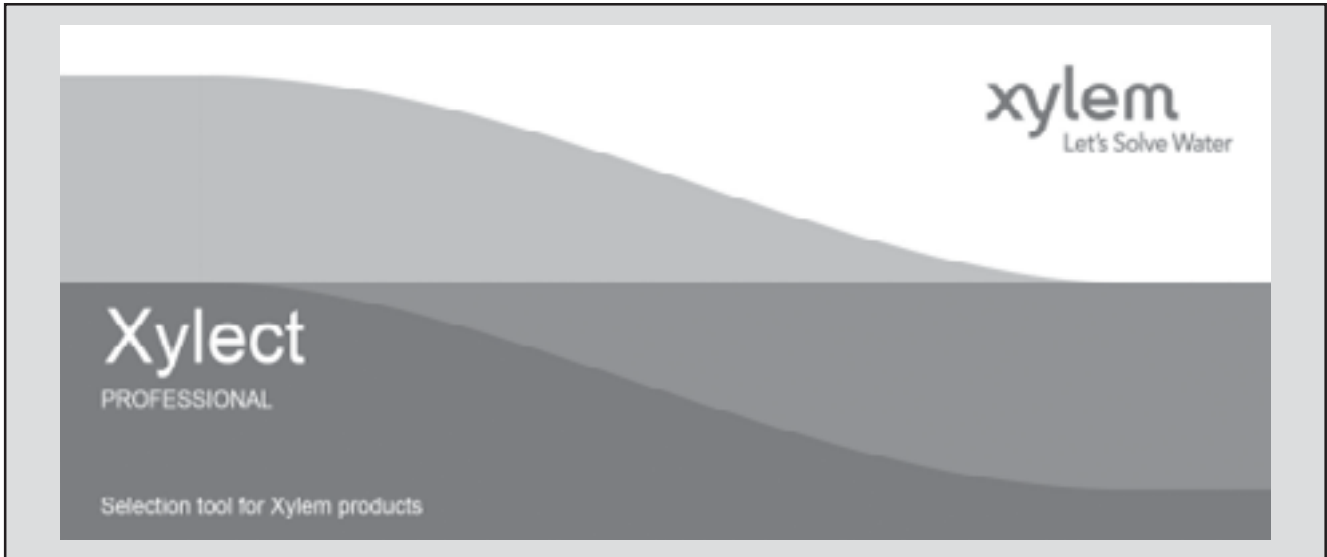 xylem
Let's Solve Water
Xylect
PROFESSIONAL
Selection tool for Xylem products